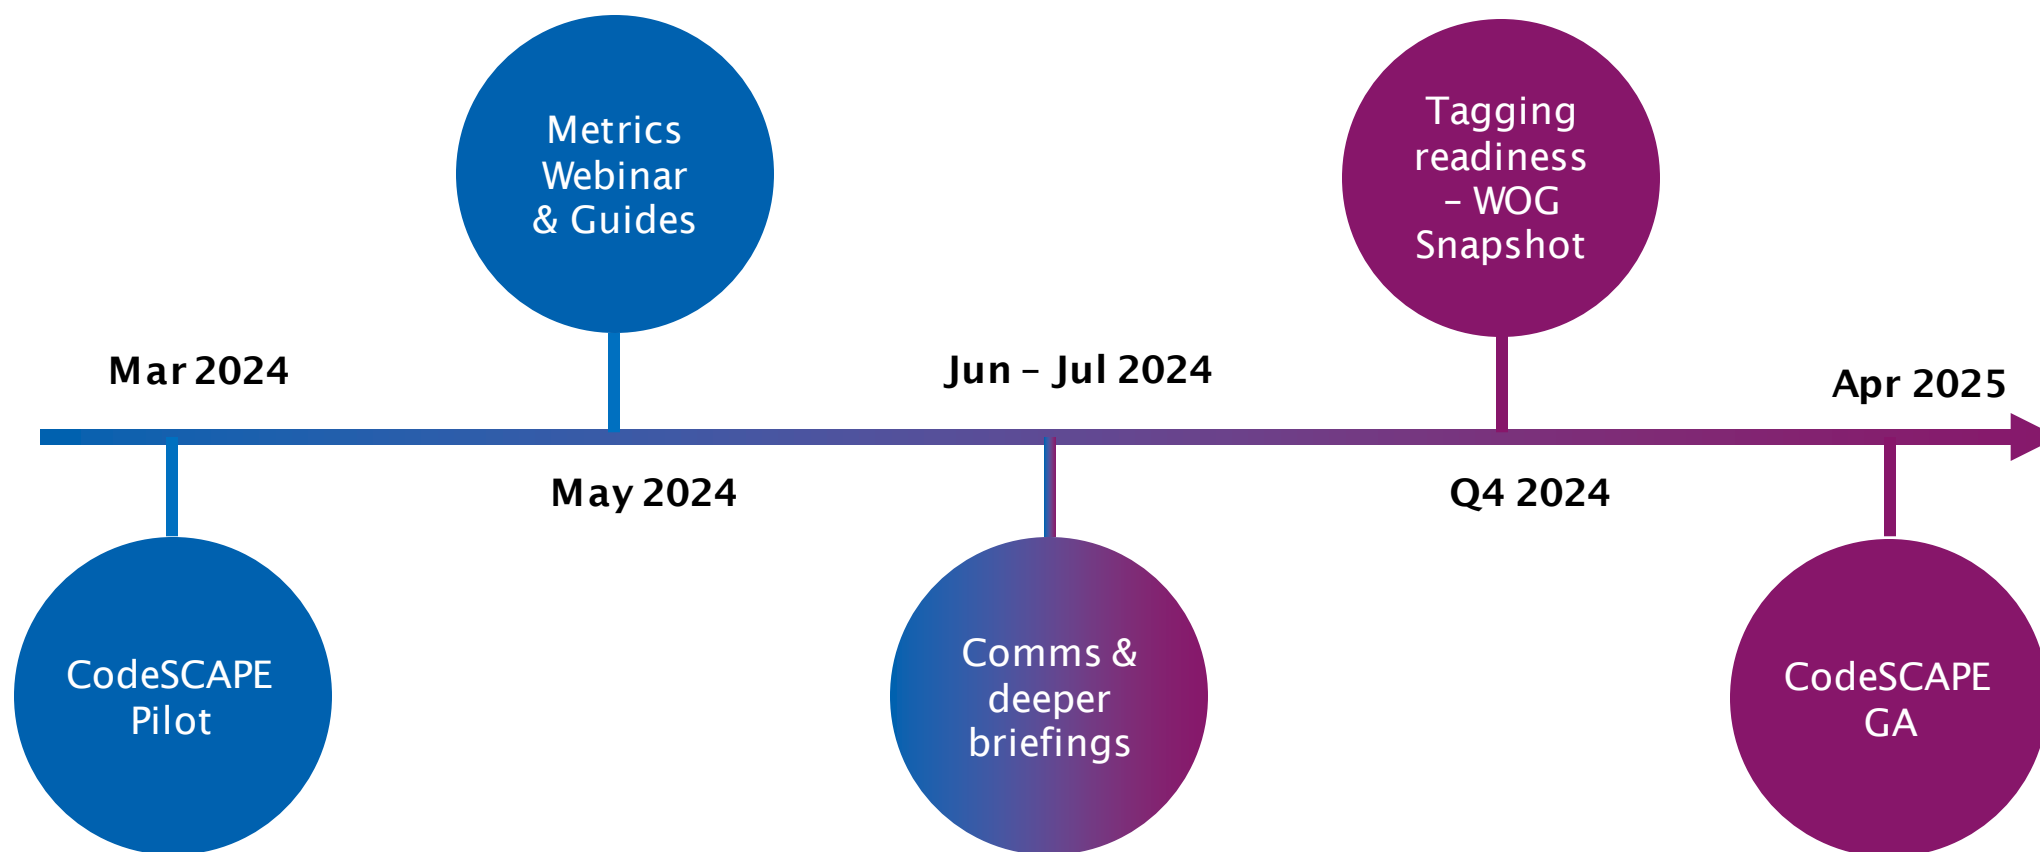 Metrics
Webinar
& Guides
Tagging
readiness
– WOG
Snapshot
Mar 2024
Jun – Jul 2024
Apr 2025
May 2024
Q4 2024
CodeSCAPE
Pilot
Comms &
deeper
briefings
CodeSCAPE
GA